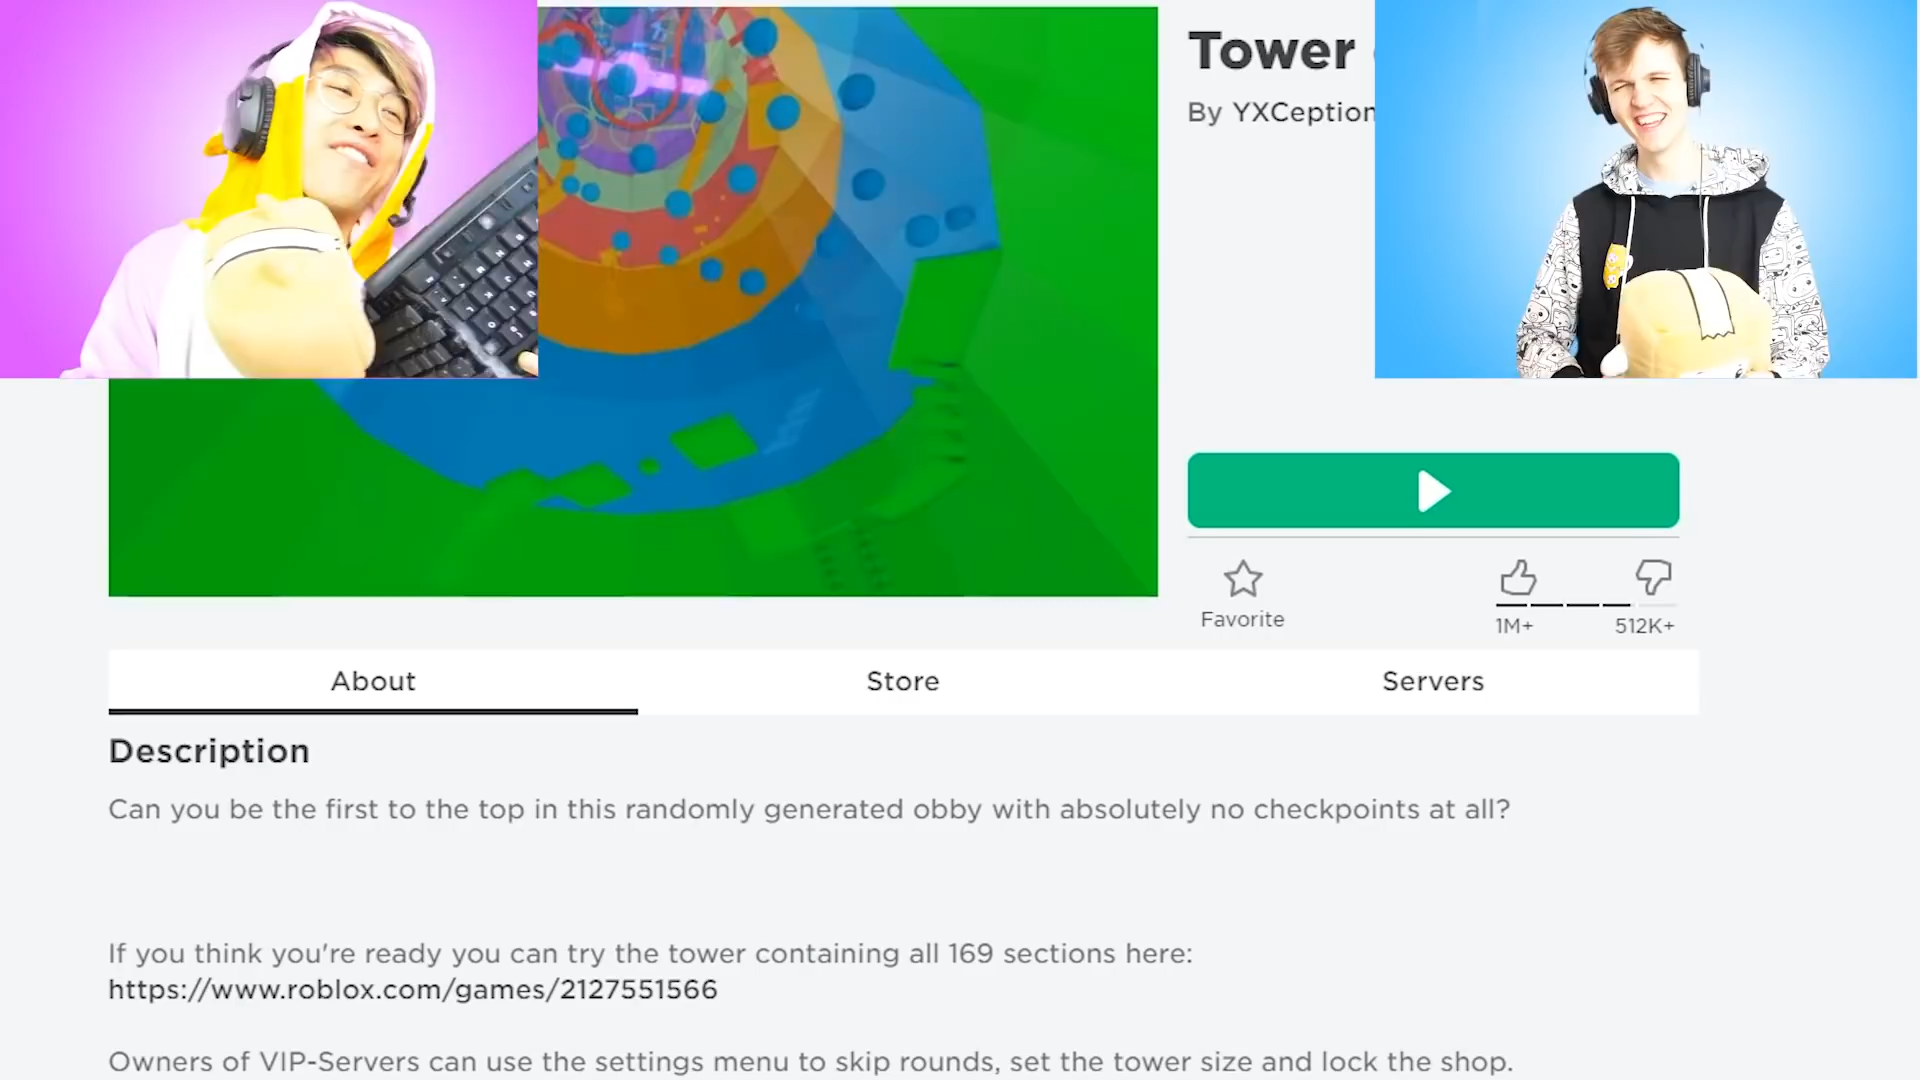 Tower
By YXCeption
Favorite
1M+
512K+
About
Store
Servers
Description
Can you be the first to the top in this randomly generated obby with absolutely no checkpoints at all?
If you think you're ready you can try the tower containing all 169 sections here:
https://www.roblox.com/games/2127551566
Owners of VIP-Servers can use the settings menu to skip rounds, set the tower size and lock the shop.